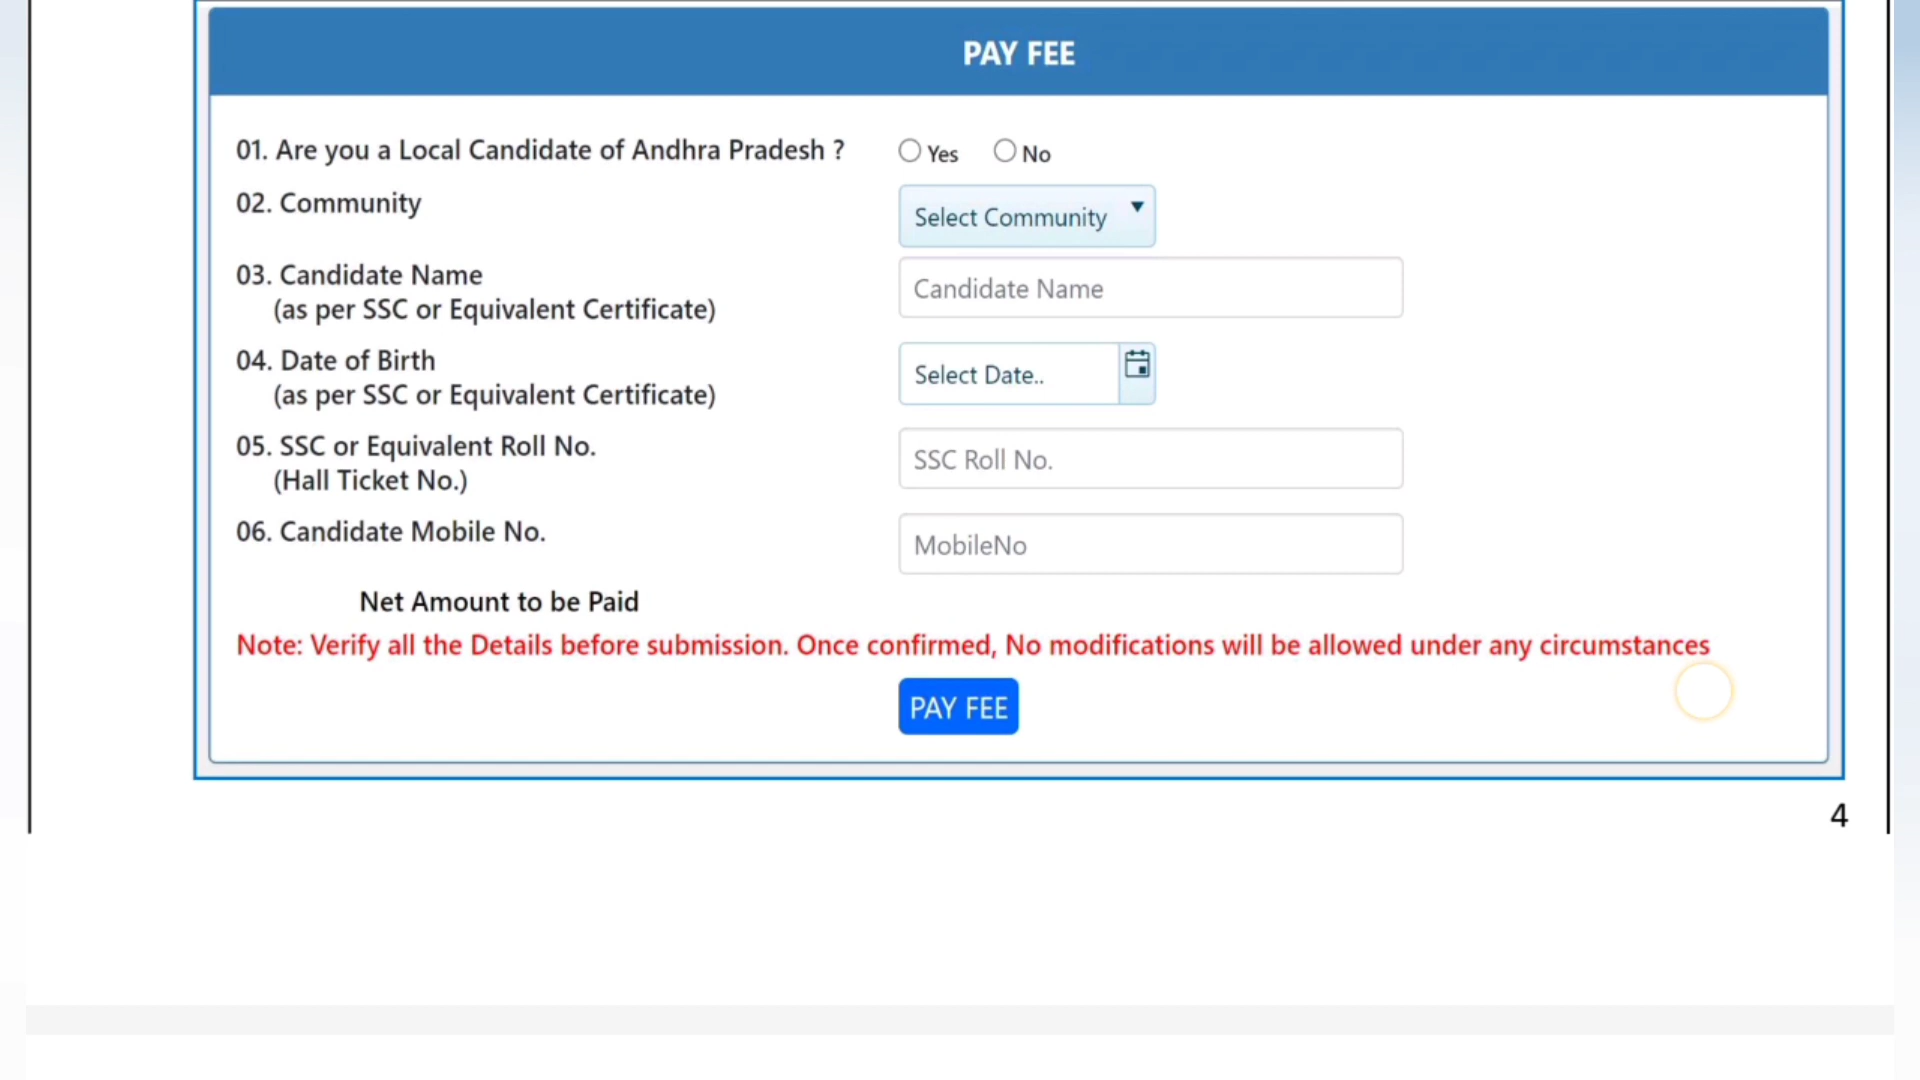 PAY FEE
01. Are you a Local Candidate of Andhra Pradesh ? Yes No
02. Community Select Community
03. Candidate Name Candidate Name
(as per SSC or Equivalent Certificate)
04. Date of Birth Select Date..
(as per SSC or Equivalent Certificate)
05. SSC or Equivalent Roll No. SSC Roll No.
(Hall Ticket No.)
06. Candidate Mobile No. MobileNo
Net Amount to be Paid
Note: Verify all the Details before submission. Once confirmed, No modifications will be allowed under any circumstances
PAY FEE
4